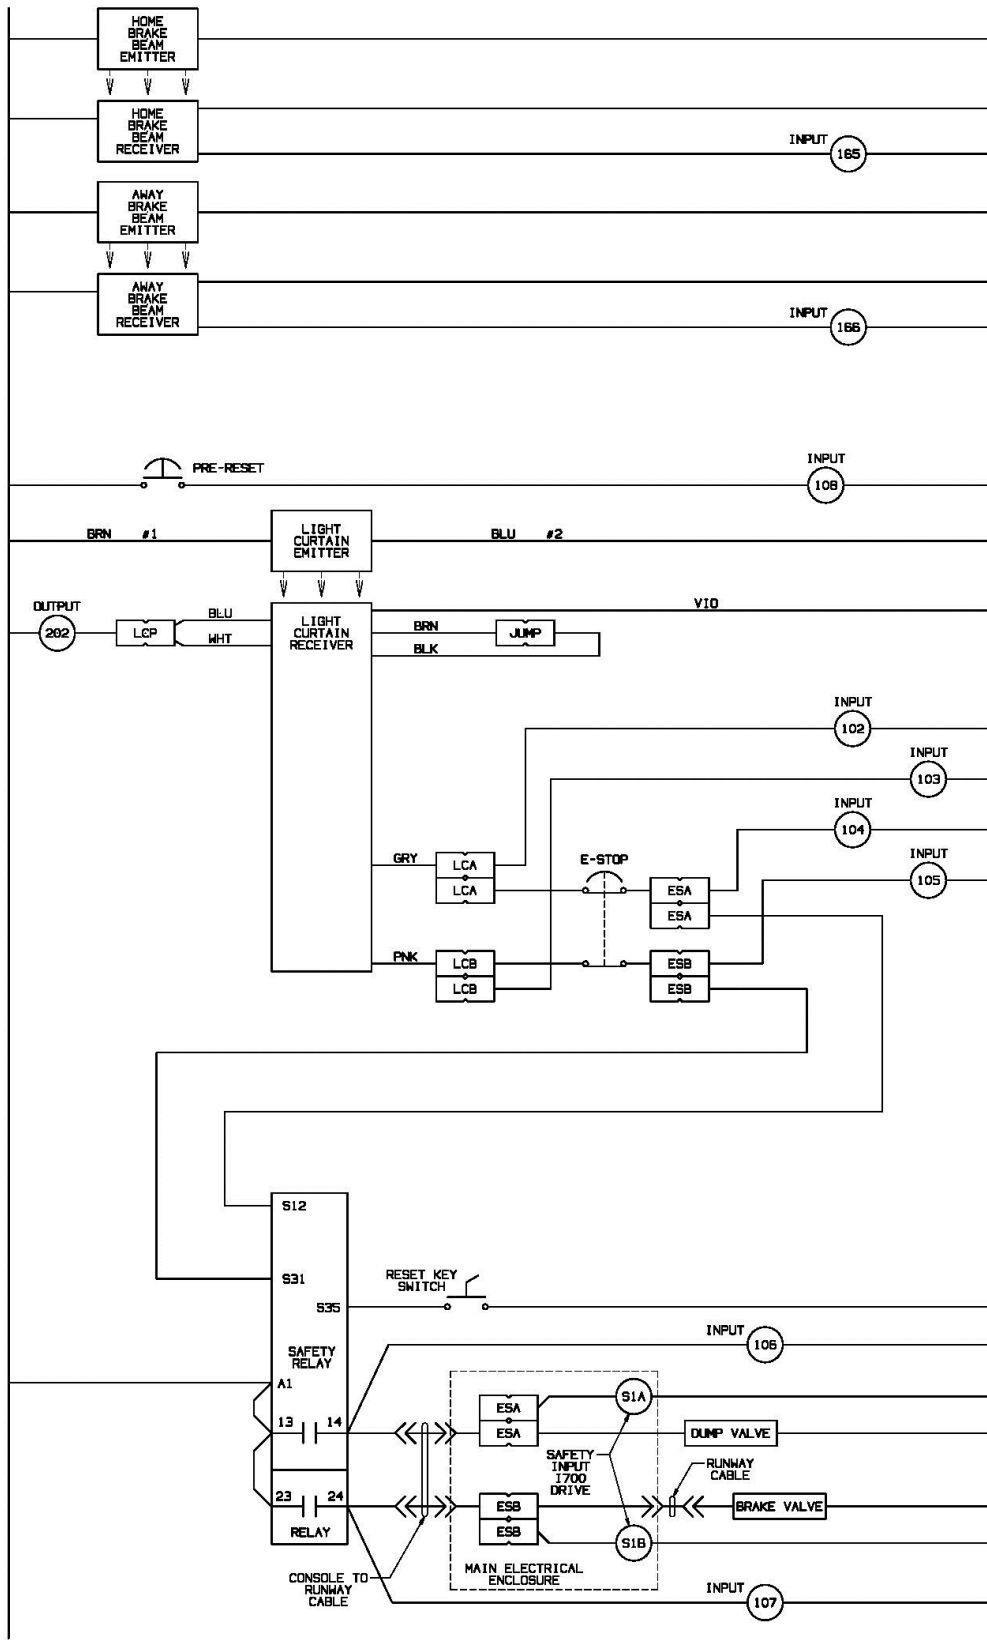 HOME
BRAKE
BEAM
EMITTER
HOME
BRAKE
BEAM
RECEIVER
INPUT
165
AWAY
BRAKE
BEAM
EMITTER
AWAY
BRAKE
BEAM
RECEIVER
INPUT
166
PRE-RESET
INPUT
108
BRN #1
LIGHT
CURTAIN
EMITTER
BLU #2
OUTPUT
202
LCP
BLU
WHT
LIGHT
CURTAIN
RECEIVER
VIO
BRN
JUMP
BLK
INPUT
102
INPUT
103
INPUT
104
INPUT
105
GRY
LCA
LCA
E-STOP
ESA
ESA
PNK
LCB
LCB
ESB
ESB
S12
S31
S35
RESET KEY
SWITCH
SAFETY
RELAY
INPUT
106
A1
13
14
ESA
ESA
S1A
DUMP VALVE
SAFETY
INPUT
I700
DRIVE
RUNWAY
CABLE
23
24
RELAY
ESB
ESB
S1B
BRAKE VALVE
MAIN ELECTRICAL
ENCLOSURE
CONSOLE TO
RUNWAY
CABLE
INPUT
107